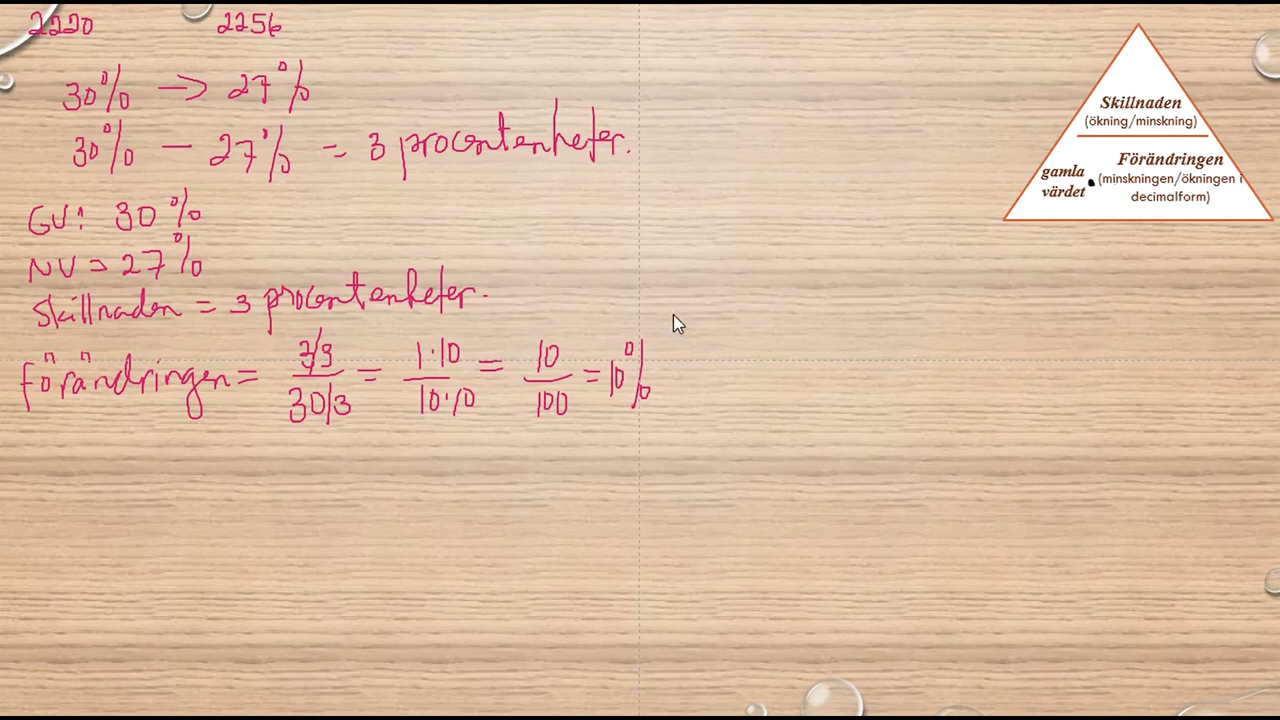 2220 2256
30% → 27%
30% - 27% = 3 procentenheter.
GV: 30%
NV = 27%
Skillnaden = 3 procentenheter.
förändringen = 3/3 / 30/3 = 1·10 / 10·10 = 10 / 100 = 10%
Skillnaden
(ökning/minskning)
gamla värdet
.
Förändringen
(minskningen/ökningen i
decimalform)